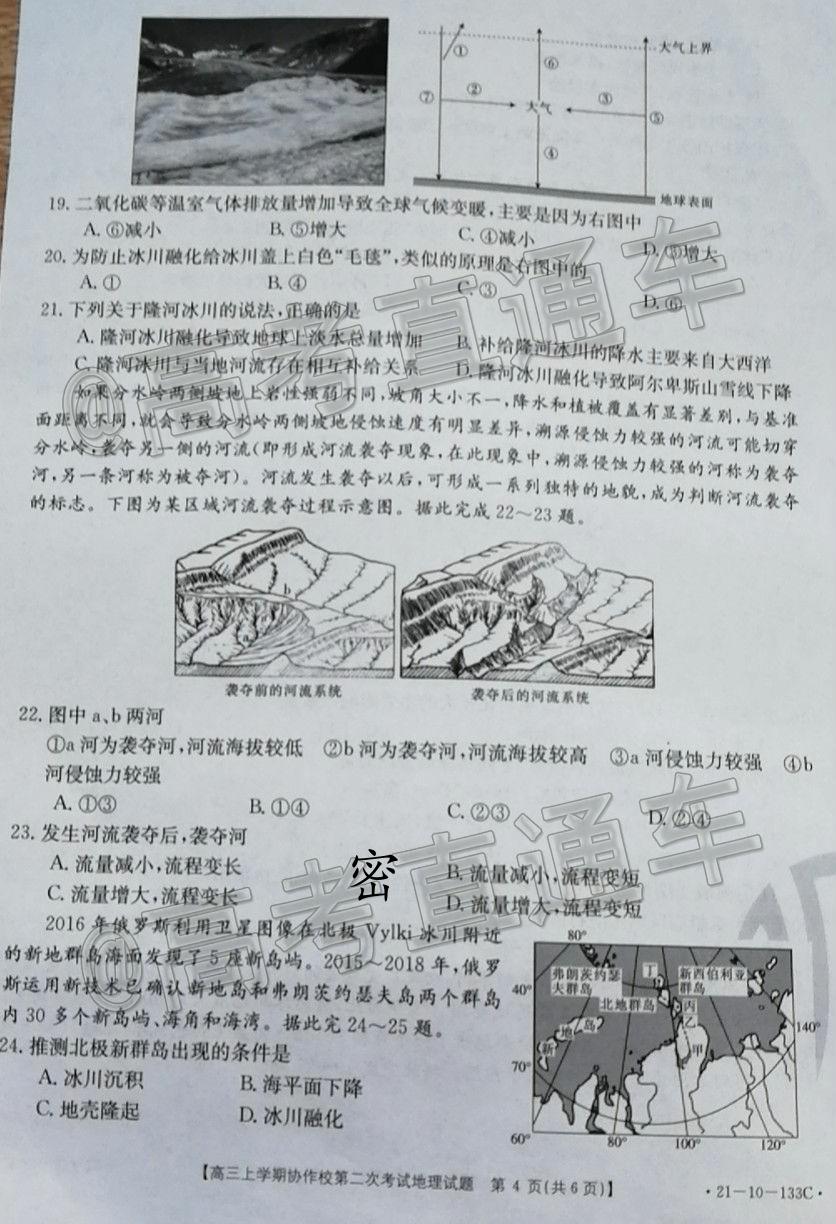 ① ② ③ ④ ⑤ ⑥ ⑦ 大气 大气上界 地球表面
19. 二氧化碳等温室气体排放量增加导致全球气候变暖,主要是因为右图中
A. ⑥减小 B. ⑤增大 C. ④减小 D. ③增大
20. 为防止冰川融化给冰川盖上白色“毛毯”,类似的原理是右图中的
A. ① B. ④ C. ③ D. ⑥
21. 下列关于隆河冰川的说法,正确的是
A. 隆河冰川融化导致地球上淡水总量增加 B. 补给隆河冰川的降水主要来自大西洋
C. 隆河冰川与当地河流存在相互补给关系 D. 隆河冰川融化导致阿尔卑斯山雪线下降
如果分水岭两侧坡地上岩性强弱不同,坡角大小不一,降水和植被覆盖有显著差别,与基准
面距离不同,就会导致分水岭两侧坡地侵蚀速度有明显差异,溯源侵蚀力较强的河流可能切穿
分水岭,袭夺另一侧的河流(即形成河流袭夺现象,在此现象中,溯源侵蚀力较强的河称为袭夺
河,另一条河称为被夺河)。河流发生袭夺以后,可形成一系列独特的地貌,成为判断河流袭夺
的标志。下图为某区域河流袭夺过程示意图。据此完成22~23题。
袭夺前的河流系统 袭夺后的河流系统
22. 图中a、b两河
①a河为袭夺河,河流海拔较低 ②b河为袭夺河,河流海拔较高 ③a河侵蚀力较强 ④b
河侵蚀力较强
A. ①③ B. ①④ C. ②③ D. ②④
23. 发生河流袭夺后,袭夺河
A. 流量减小,流程变长 B. 流量减小,流程变短
C. 流量增大,流程变长 D. 流量增大,流程变短
密
2016年俄罗斯利用卫星图像在北极Vylki冰川附近
的新地群岛海面发现了5座新岛屿。2015~2018年,俄罗
斯运用新技术已确认新地岛和弗朗茨约瑟夫岛两个群岛
内30多个新岛屿、海角和海湾。据此完24~25题。
24. 推测北极新群岛出现的条件是
A. 冰川沉积 B. 海平面下降
C. 地壳隆起 D. 冰川融化
80°
弗朗茨约瑟
夫群岛
丁
新西伯利亚
群岛
40°
北地群岛
丙
乙
甲
新地岛
140°
70°
60° 80° 100° 120°
【高三上学期协作校第二次考试地理试题 第4页(共6页)】 ·21-10-133C·
@高考直通车
@高考直通车